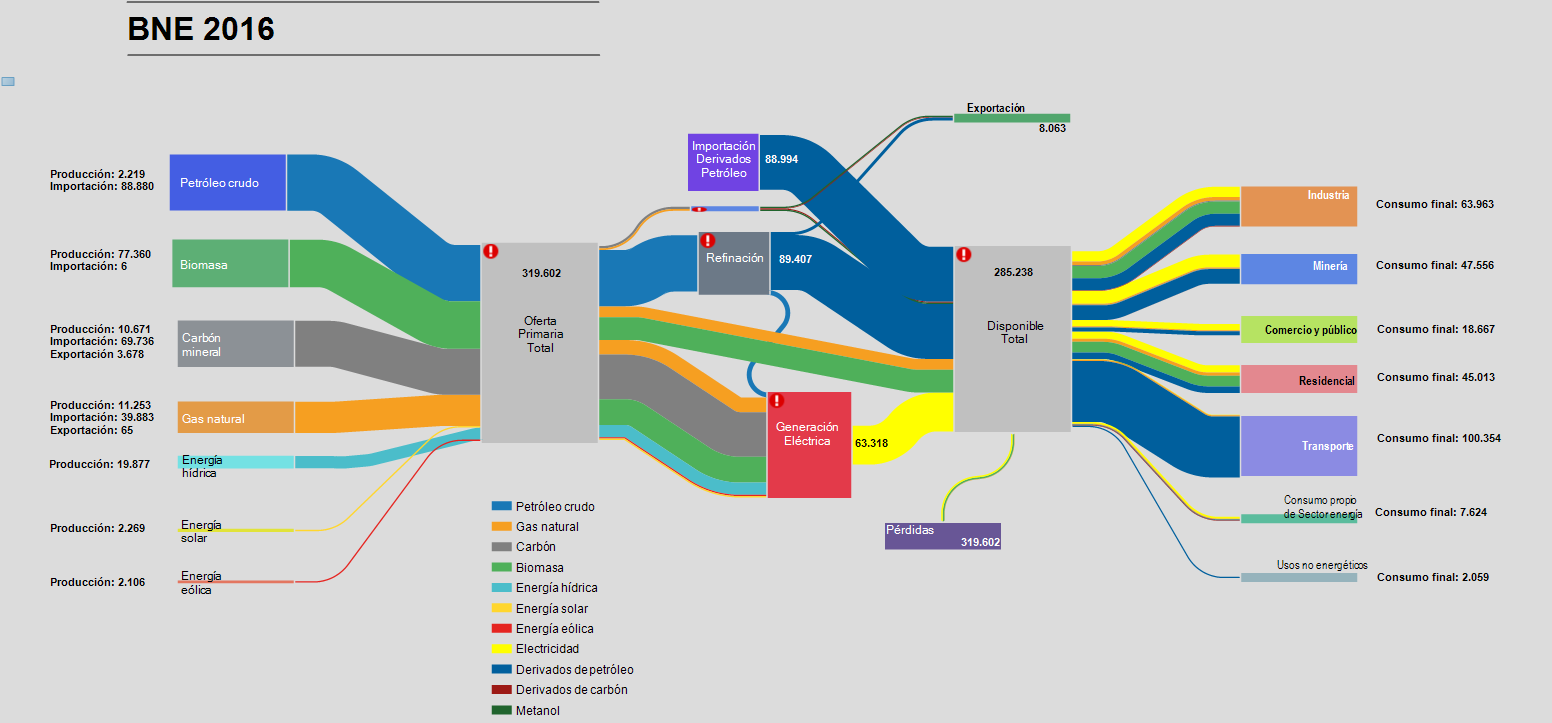 BNE 2016
Producción: 2.219
Importación: 88.880
Petróleo crudo
Producción: 77.360
Importación: 6
Biomasa
Producción: 10.671
Importación: 69.736
Exportación 3.678
Carbón
mineral
Producción: 11.253
Importación: 39.883
Exportación: 65
Gas natural
Producción: 19.877
Energía
hídrica
Producción: 2.269
Energía
solar
Producción: 2.106
Energía
eólica
319.602
Oferta
Primaria
Total
Importación
Derivados
Petróleo
88.994
Refinación
89.407
Generación
Eléctrica
63.318
Exportación
8.063
285.238
Disponible
Total
Pérdidas
319.602
Industria
Consumo final: 63.963
Minería
Consumo final: 47.556
Comercio y público
Consumo final: 18.667
Residencial
Consumo final: 45.013
Transporte
Consumo final: 100.354
Consumo propio
de Sector energía
Consumo final: 7.624
Usos no energéticos
Consumo final: 2.059
Petróleo crudo
Gas natural
Carbón
Biomasa
Energía hídrica
Energía solar
Energía eólica
Electricidad
Derivados de petróleo
Derivados de carbón
Metanol